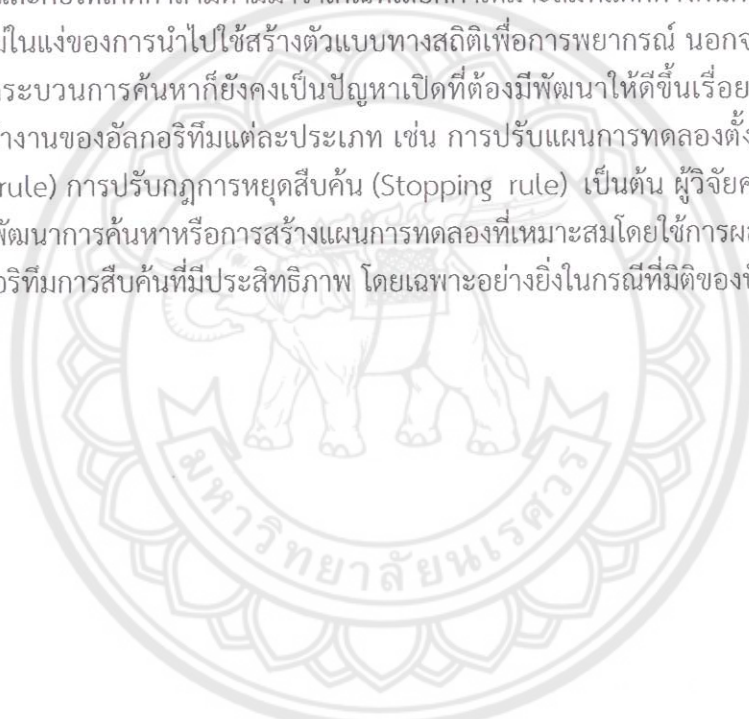 ม่ในแง่ของการนำไปใช้สร้างตัวแบบทางสถิติเพื่อการพยากรณ์ นอกจ
กระบวนการค้นหาก็ยังคงเป็นปัญหาเปิดที่ต้องมีพัฒนาให้ดีขึ้นเรื่อย
ทำงานของอัลกอริทึมแต่ละประเภท เช่น การปรับแผนการทดลองตั้ง
rule) การปรับกฎการหยุดสืบค้น (Stopping rule) เป็นต้น ผู้วิจัยค
พัฒนาการค้นหาหรือการสร้างแผนการทดลองที่เหมาะสมโดยใช้การผส
อริทึมการสืบค้นที่มีประสิทธิภาพ โดยเฉพาะอย่างยิ่งในกรณีที่มิติของ
มหาวิทยาลัยนเรศวร